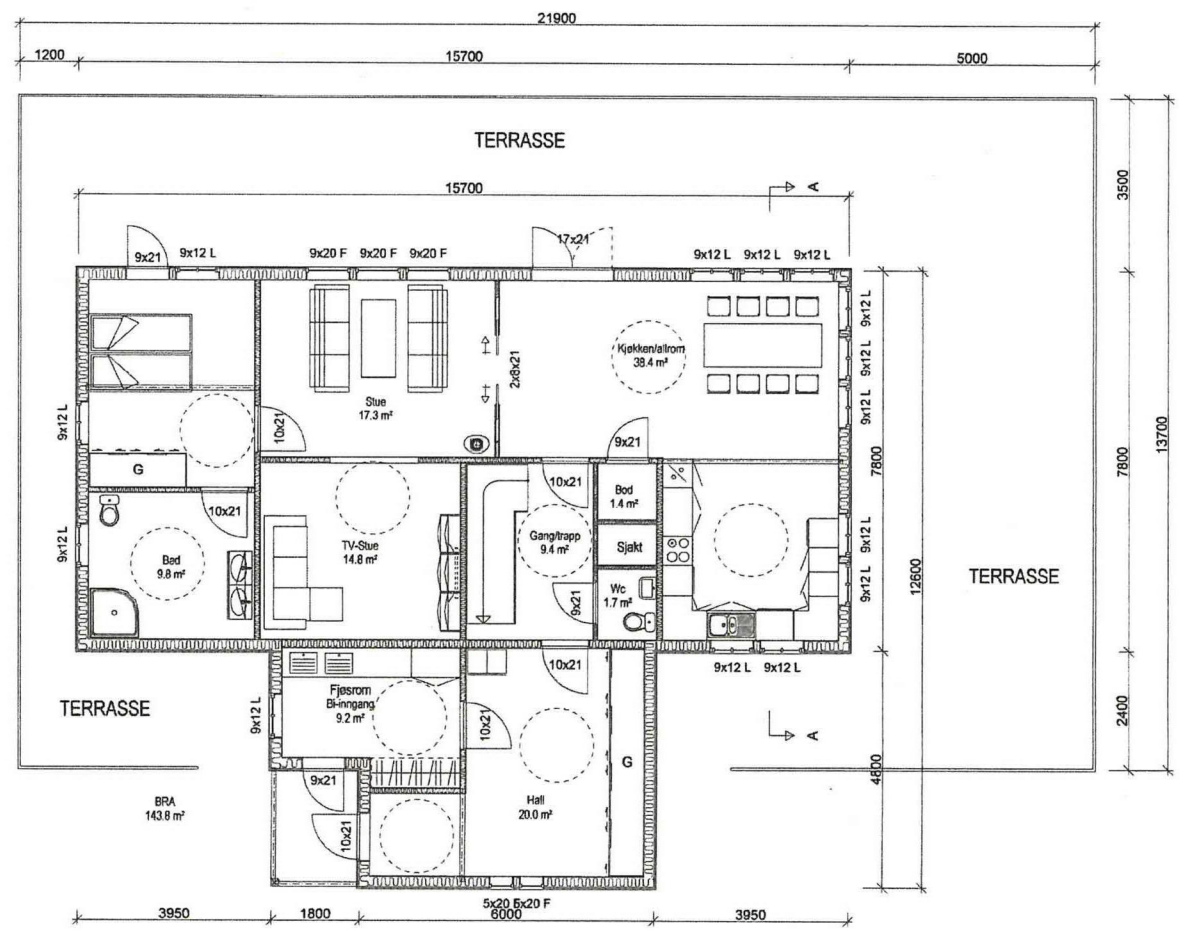 21900
1200
15700
5000
TERRASSE
15700
A
3500
9x21
9x12 L
9x20 F
9x20 F
9x20 F
17x21
9x12 L
9x12 L
9x12 L
9x12 L
9x12 L
9x12 L
Kjøkken/allrom
38.4 m²
2x8x21
Stue
17.3 m²
10x21
9x12 L
9x21
G
7800
7800
13700
10x21
10x21
Bod
1.4 m²
Gang/trapp
9.4 m²
Sjakt
9x12 L
TV-Stue
14.8 m²
Bad
9.8 m²
9x12 L
9x12 L
Wc
1.7 m²
9x21
12600
TERRASSE
10x21
9x12 L
9x12 L
Fjøsrom
Bi-inngang
9.2 m²
TERRASSE
9x12 L
10x21
2400
A
G
4800
9x21
BRA
143.8 m²
Hall
20.0 m²
10x21
5x20 F
5x20 F
3950
1800
6000
3950